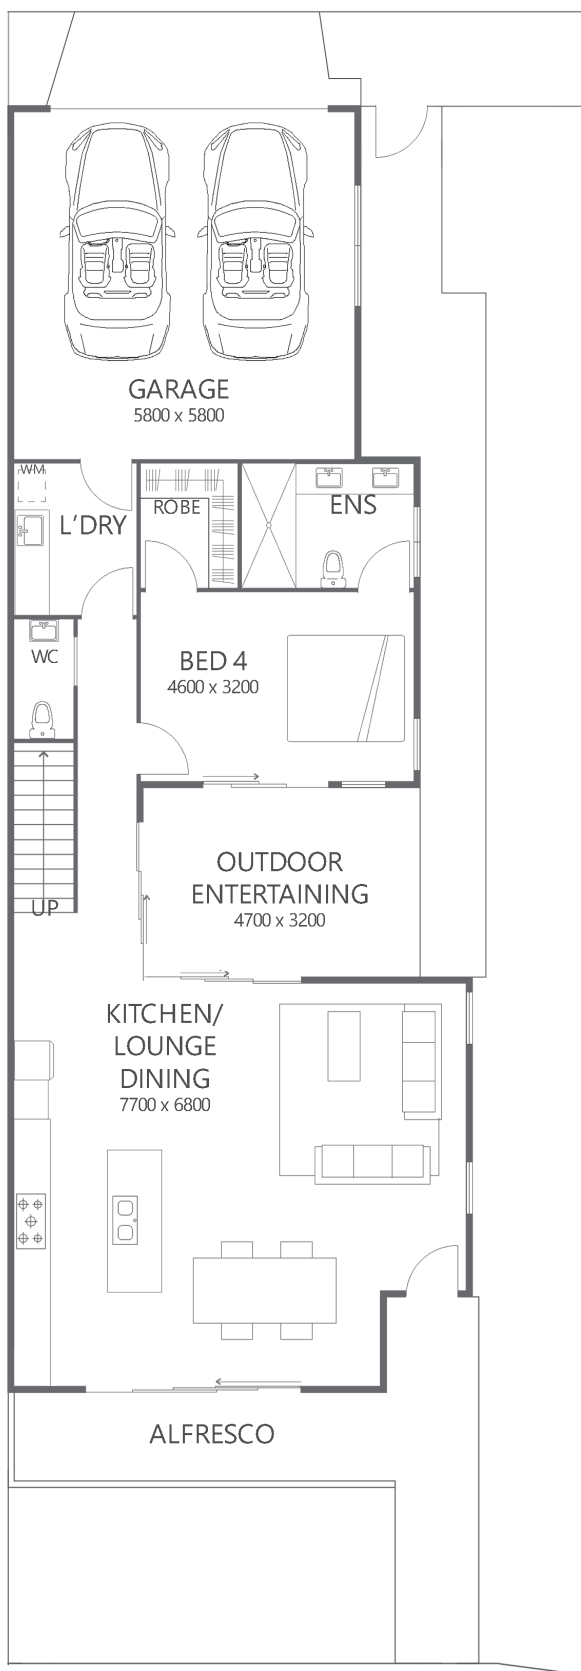 GARAGE
5800 x 5800
WM
L'DRY
ROBE
ENS
WC
BED 4
4600 x 3200
UP
OUTDOOR
ENTERTAINING
4700 x 3200
KITCHEN/
LOUNGE
DINING
7700 x 6800
ALFRESCO